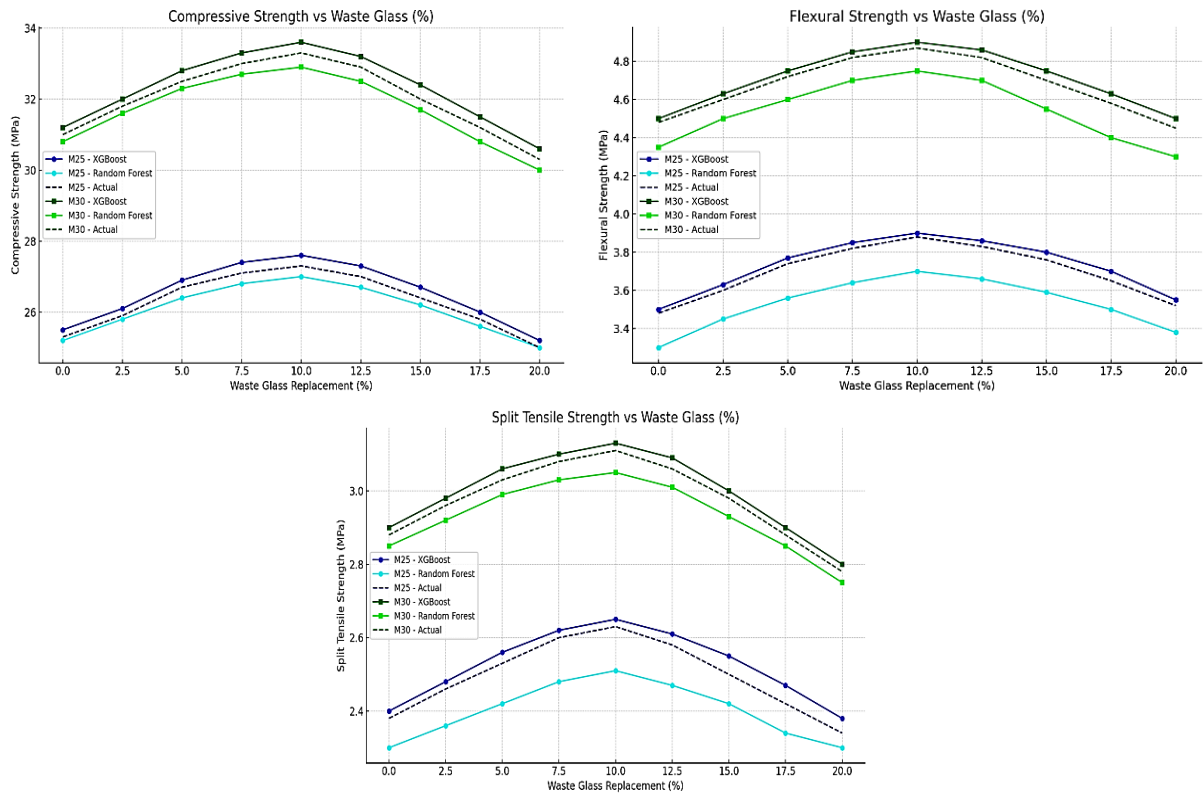 Compressive Strength vs Waste Glass (%)
34
32
30
28
26
Compressive Strength (MPa)
M25 - XGBoost
M25 - Random Forest
M25 - Actual
M30 - XGBoost
M30 - Random Forest
M30 - Actual
0.0 2.5 5.0 7.5 10.0 12.5 15.0 17.5 20.0
Waste Glass Replacement (%)
Flexural Strength vs Waste Glass (%)
4.8
4.6
4.4
4.2
4.0
3.8
3.6
3.4
Flexural Strength (MPa)
M25 - XGBoost
M25 - Random Forest
M25 - Actual
M30 - XGBoost
M30 - Random Forest
M30 - Actual
0.0 2.5 5.0 7.5 10.0 12.5 15.0 17.5 20.0
Waste Glass Replacement (%)
Split Tensile Strength vs Waste Glass (%)
3.0
2.8
2.6
2.4
Split Tensile Strength (MPa)
M25 - XGBoost
M25 - Random Forest
M25 - Actual
M30 - XGBoost
M30 - Random Forest
M30 - Actual
0.0 2.5 5.0 7.5 10.0 12.5 15.0 17.5 20.0
Waste Glass Replacement (%)